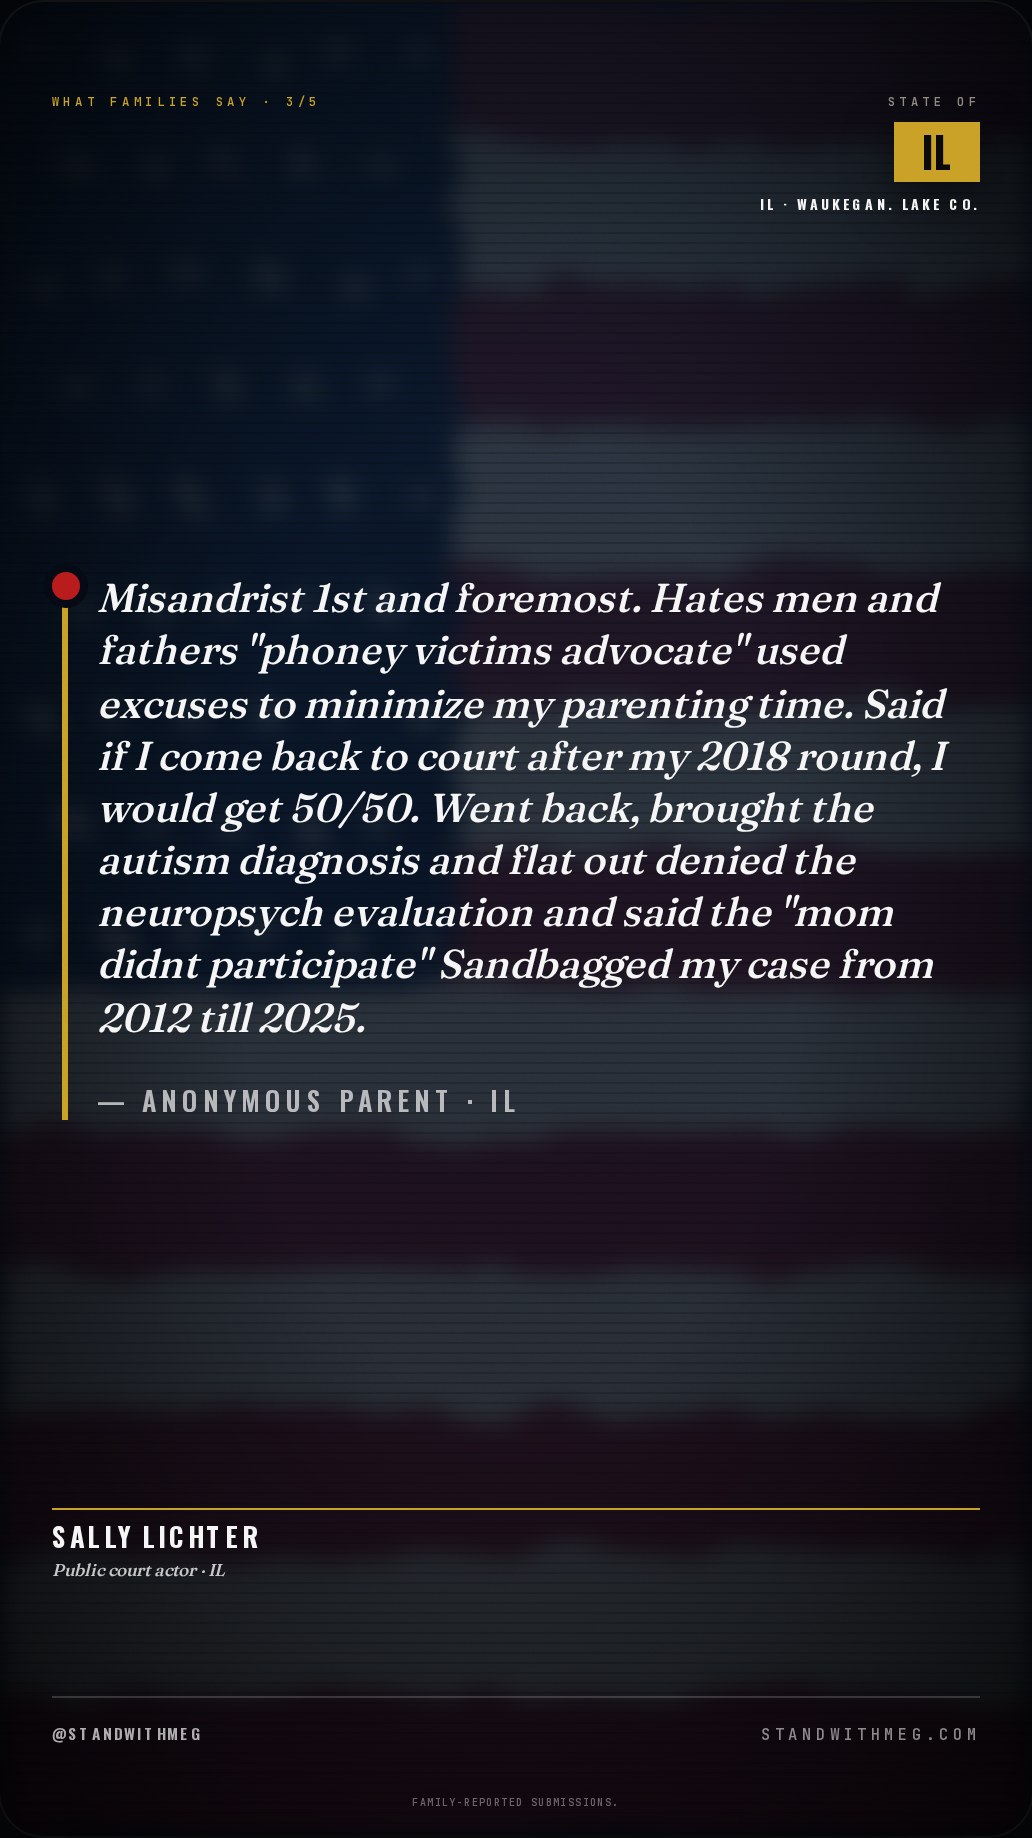 WHAT FAMILIES SAY · 3/5
STATE OF
IL
IL · WAUKEGAN. LAKE CO.
Misandrist 1st and foremost. Hates men and
fathers "phoney victims advocate" used
excuses to minimize my parenting time. Said
if I come back to court after my 2018 round, I
would get 50/50. Went back, brought the
autism diagnosis and flat out denied the
neuropsych evaluation and said the "mom
didnt participate" Sandbagged my case from
2012 till 2025.
— ANONYMOUS PARENT · IL
SALLY LICHTER
Public court actor · IL
@STANDWITHMEG
STANDWITHMEG.COM
FAMILY-REPORTED SUBMISSIONS.